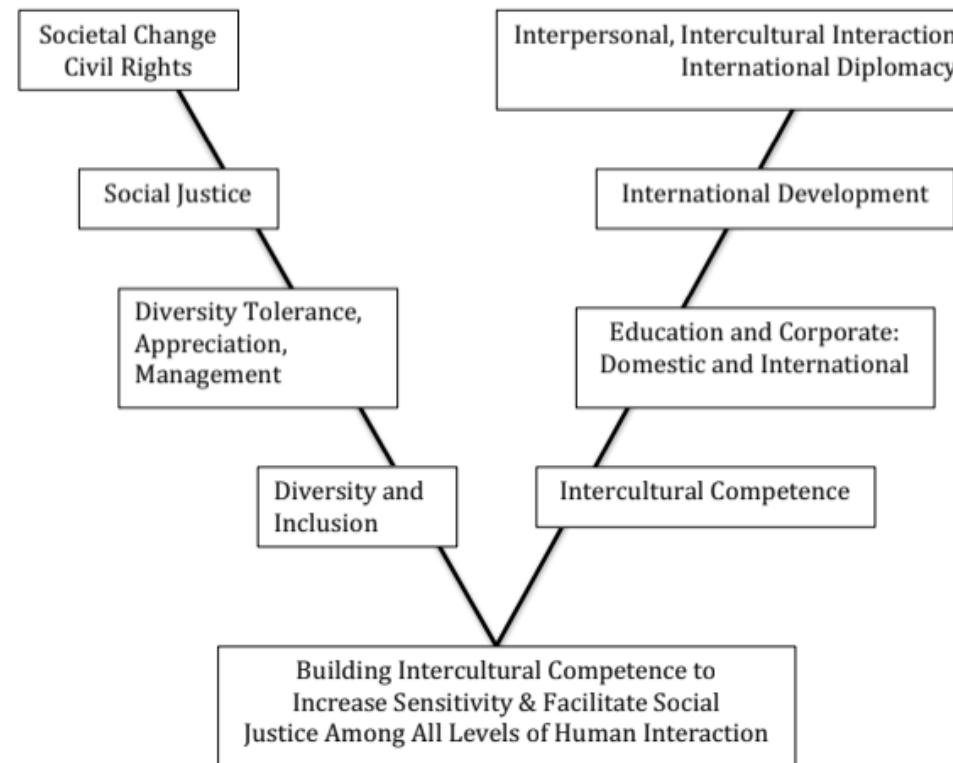 Societal Change
Civil Rights
Interpersonal, Intercultural Interaction
International Diplomacy
Social Justice
International Development
Diversity Tolerance,
Appreciation,
Management
Education and Corporate:
Domestic and International
Diversity and
Inclusion
Intercultural Competence
Building Intercultural Competence to
Increase Sensitivity & Facilitate Social
Justice Among All Levels of Human Interaction